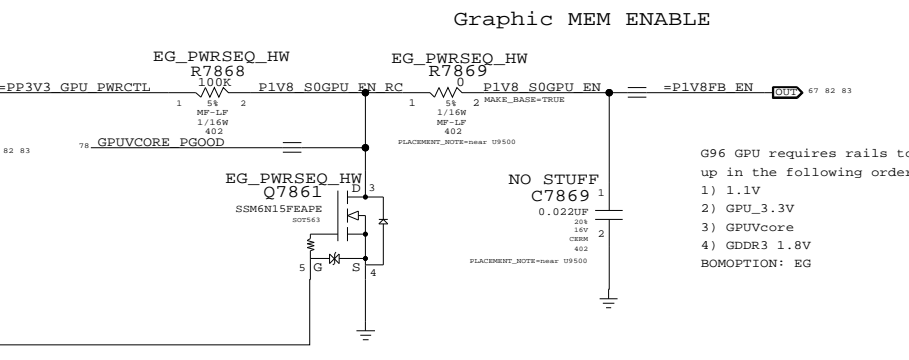 Graphic MEM ENABLE
EG_PWRSEQ_HW
R7868
100K
=PP3V3_GPU_PWRCTL
1
2
5%
MF-LF
1/16W
402
P1V8_S0GPU_EN_RC
EG_PWRSEQ_HW
R7869
0
1
2
5%
1/16W
MF-LF
402
PLACEMENT_NOTE=near U9500
P1V8_S0GPU_EN
MAKE_BASE=TRUE
=P1V8FB_EN
OUT
67 82 83
82 83
78
GPUVCORE_PGOOD
EG_PWRSEQ_HW
Q7861
SSM6N15FEAPE
SOT563
D
3
5
G
S
4
NO STUFF
C7869
0.022UF
20%
16V
CERM
402
PLACEMENT_NOTE=near U9500
1
2
G96 GPU requires rails to
up in the following order
1) 1.1V
2) GPU_3.3V
3) GPUVcore
4) GDDR3 1.8V
BOMOPTION: EG